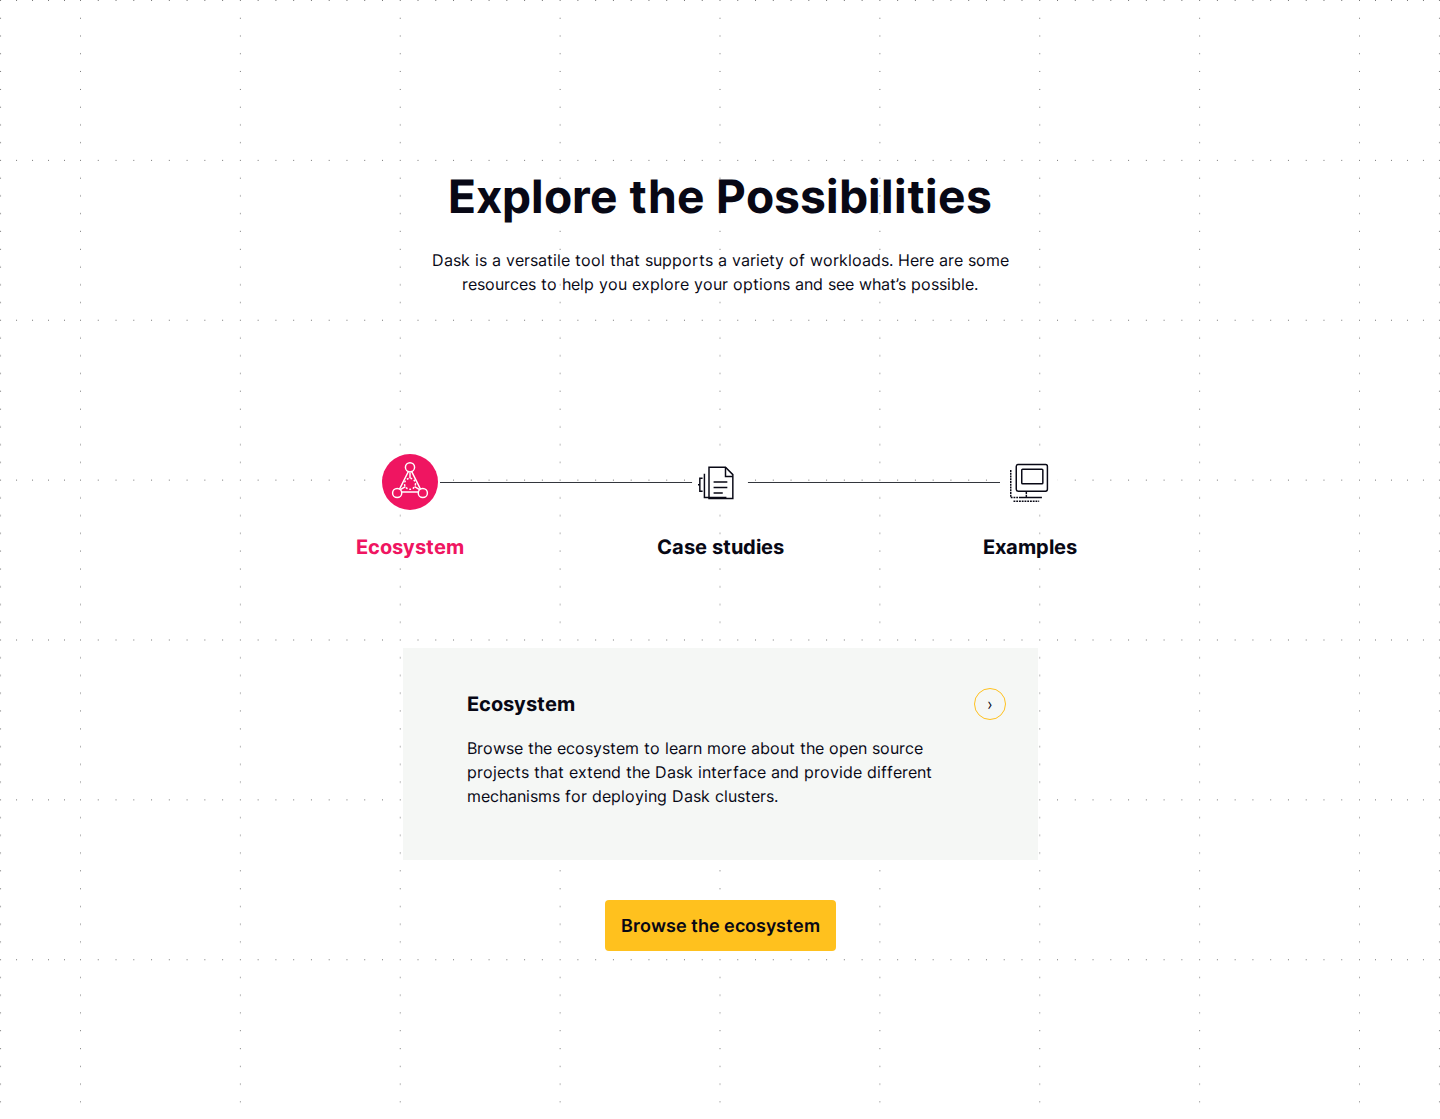 Explore the Possibilities
Dask is a versatile tool that supports a variety of workloads. Here are some
resources to help you explore your options and see what’s possible.
Ecosystem
Case studies
Examples
Ecosystem
›
Browse the ecosystem to learn more about the open source
projects that extend the Dask interface and provide different
mechanisms for deploying Dask clusters.
Browse the ecosystem